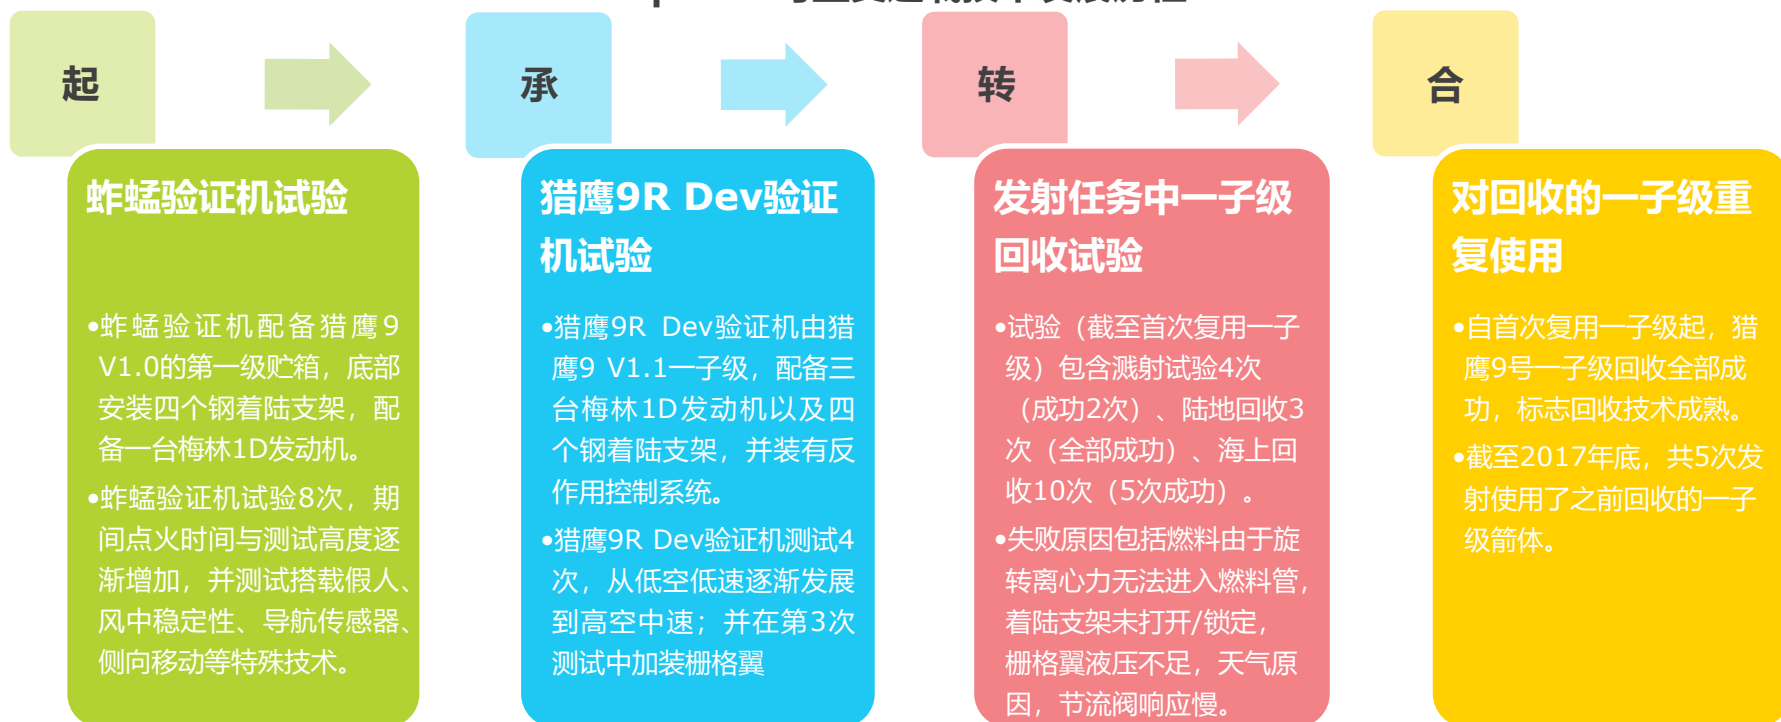 起
承
转
合
蚱蜢验证机试验
•蚱蜢验证机配备猎鹰9
V1.0的第一级贮箱，底部
安装四个钢着陆支架，配
备一台梅林1D发动机。
•蚱蜢验证机试验8次，期
间点火时间与测试高度逐
渐增加，并测试搭载假人、
风中稳定性、导航传感器、
侧向移动等特殊技术。
猎鹰9R Dev验证
机试验
•猎鹰9R Dev验证机由猎
鹰9 V1.1一子级，配备三
台梅林1D发动机以及四
个钢着陆支架，并装有反
作用控制系统。
•猎鹰9R Dev验证机测试4
次，从低空低速逐渐发展
到高空中速；并在第3次
测试中加装栅格翼
发射任务中一子级
回收试验
•试验（截至首次复用一子
级）包含溅射试验4次
（成功2次）、陆地回收3
次（全部成功）、海上回
收10次（5次成功）。
•失败原因包括燃料由于旋
转离心力无法进入燃料管，
着陆支架未打开/锁定，
栅格翼液压不足，天气原
因，节流阀响应慢。
对回收的一子级重
复使用
•自首次复用一子级起，猎
鹰9号一子级回收全部成
功，标志回收技术成熟。
•截至2017年底，共5次发
射使用了之前回收的一子
级箭体。